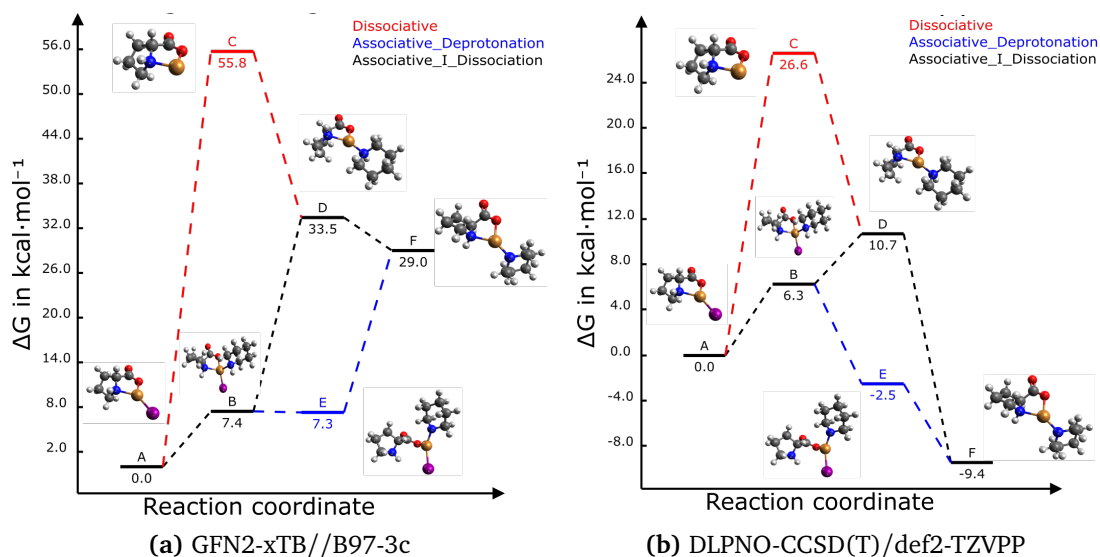 Dissociative
Associative_Deprotonation
Associative_I_Dissociation
ΔG in kcal·mol⁻¹
56.0
50.0
44.0
38.0
32.0
26.0
20.0
14.0
8.0
2.0
A
0.0
B
7.4
C
55.8
D
33.5
E
7.3
F
29.0
Reaction coordinate
(a) GFN2-xTB//B97-3c
Dissociative
Associative_Deprotonation
Associative_I_Dissociation
ΔG in kcal·mol⁻¹
24.0
20.0
16.0
12.0
8.0
4.0
0.0
-4.0
-8.0
A
0.0
B
6.3
C
26.6
D
10.7
E
-2.5
F
-9.4
Reaction coordinate
(b) DLPNO-CCSD(T)/def2-TZVPP